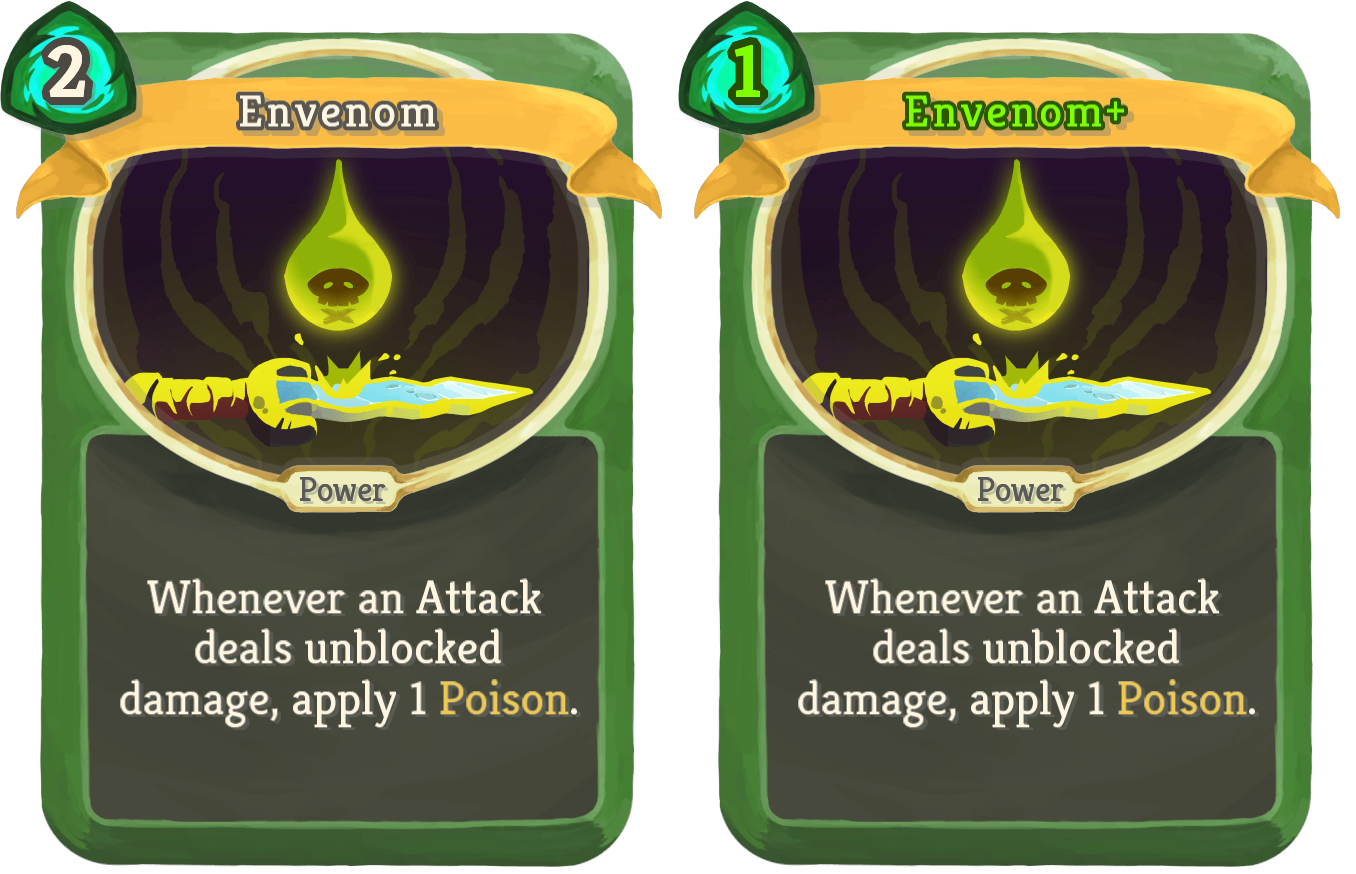 2
Envenom
Power
Whenever an Attack
deals unblocked
damage, apply 1 Poison.
1
Envenom+
Power
Whenever an Attack
deals unblocked
damage, apply 1 Poison.